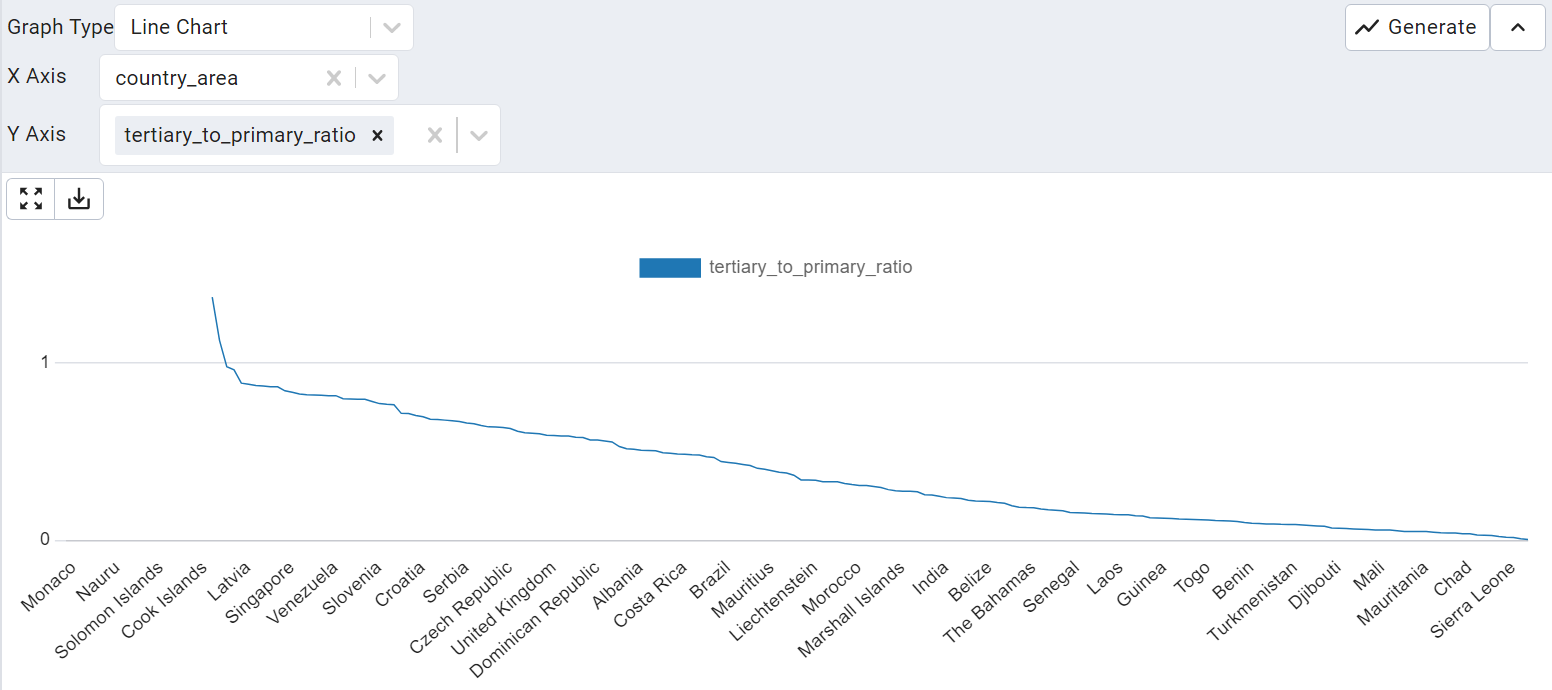 Graph Type Line Chart Generate
X Axis country_area
Y Axis tertiary_to_primary_ratio
tertiary_to_primary_ratio
1
0
Monaco
Nauru
Solomon Islands
Cook Islands
Latvia
Singapore
Venezuela
Slovenia
Croatia
Serbia
Czech Republic
United Kingdom
Dominican Republic
Albania
Costa Rica
Brazil
Mauritius
Liechtenstein
Morocco
Marshall Islands
India
Belize
The Bahamas
Senegal
Laos
Guinea
Togo
Benin
Turkmenistan
Djibouti
Mali
Mauritania
Chad
Sierra Leone